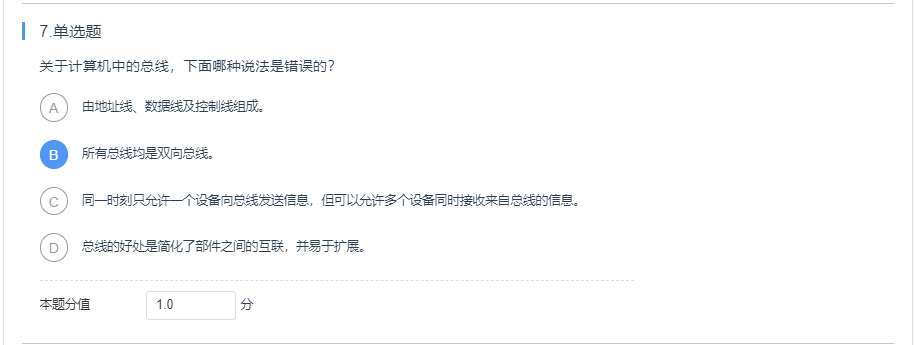 7.单选题
关于计算机中的总线，下面哪种说法是错误的？
A 由地址线、数据线及控制线组成。
B 所有总线均是双向总线。
C 同一时刻只允许一个设备向总线发送信息，但可以允许多个设备同时接收来自总线的信息。
D 总线的好处是简化了部件之间的互联，并易于扩展。
本题分值 1.0 分